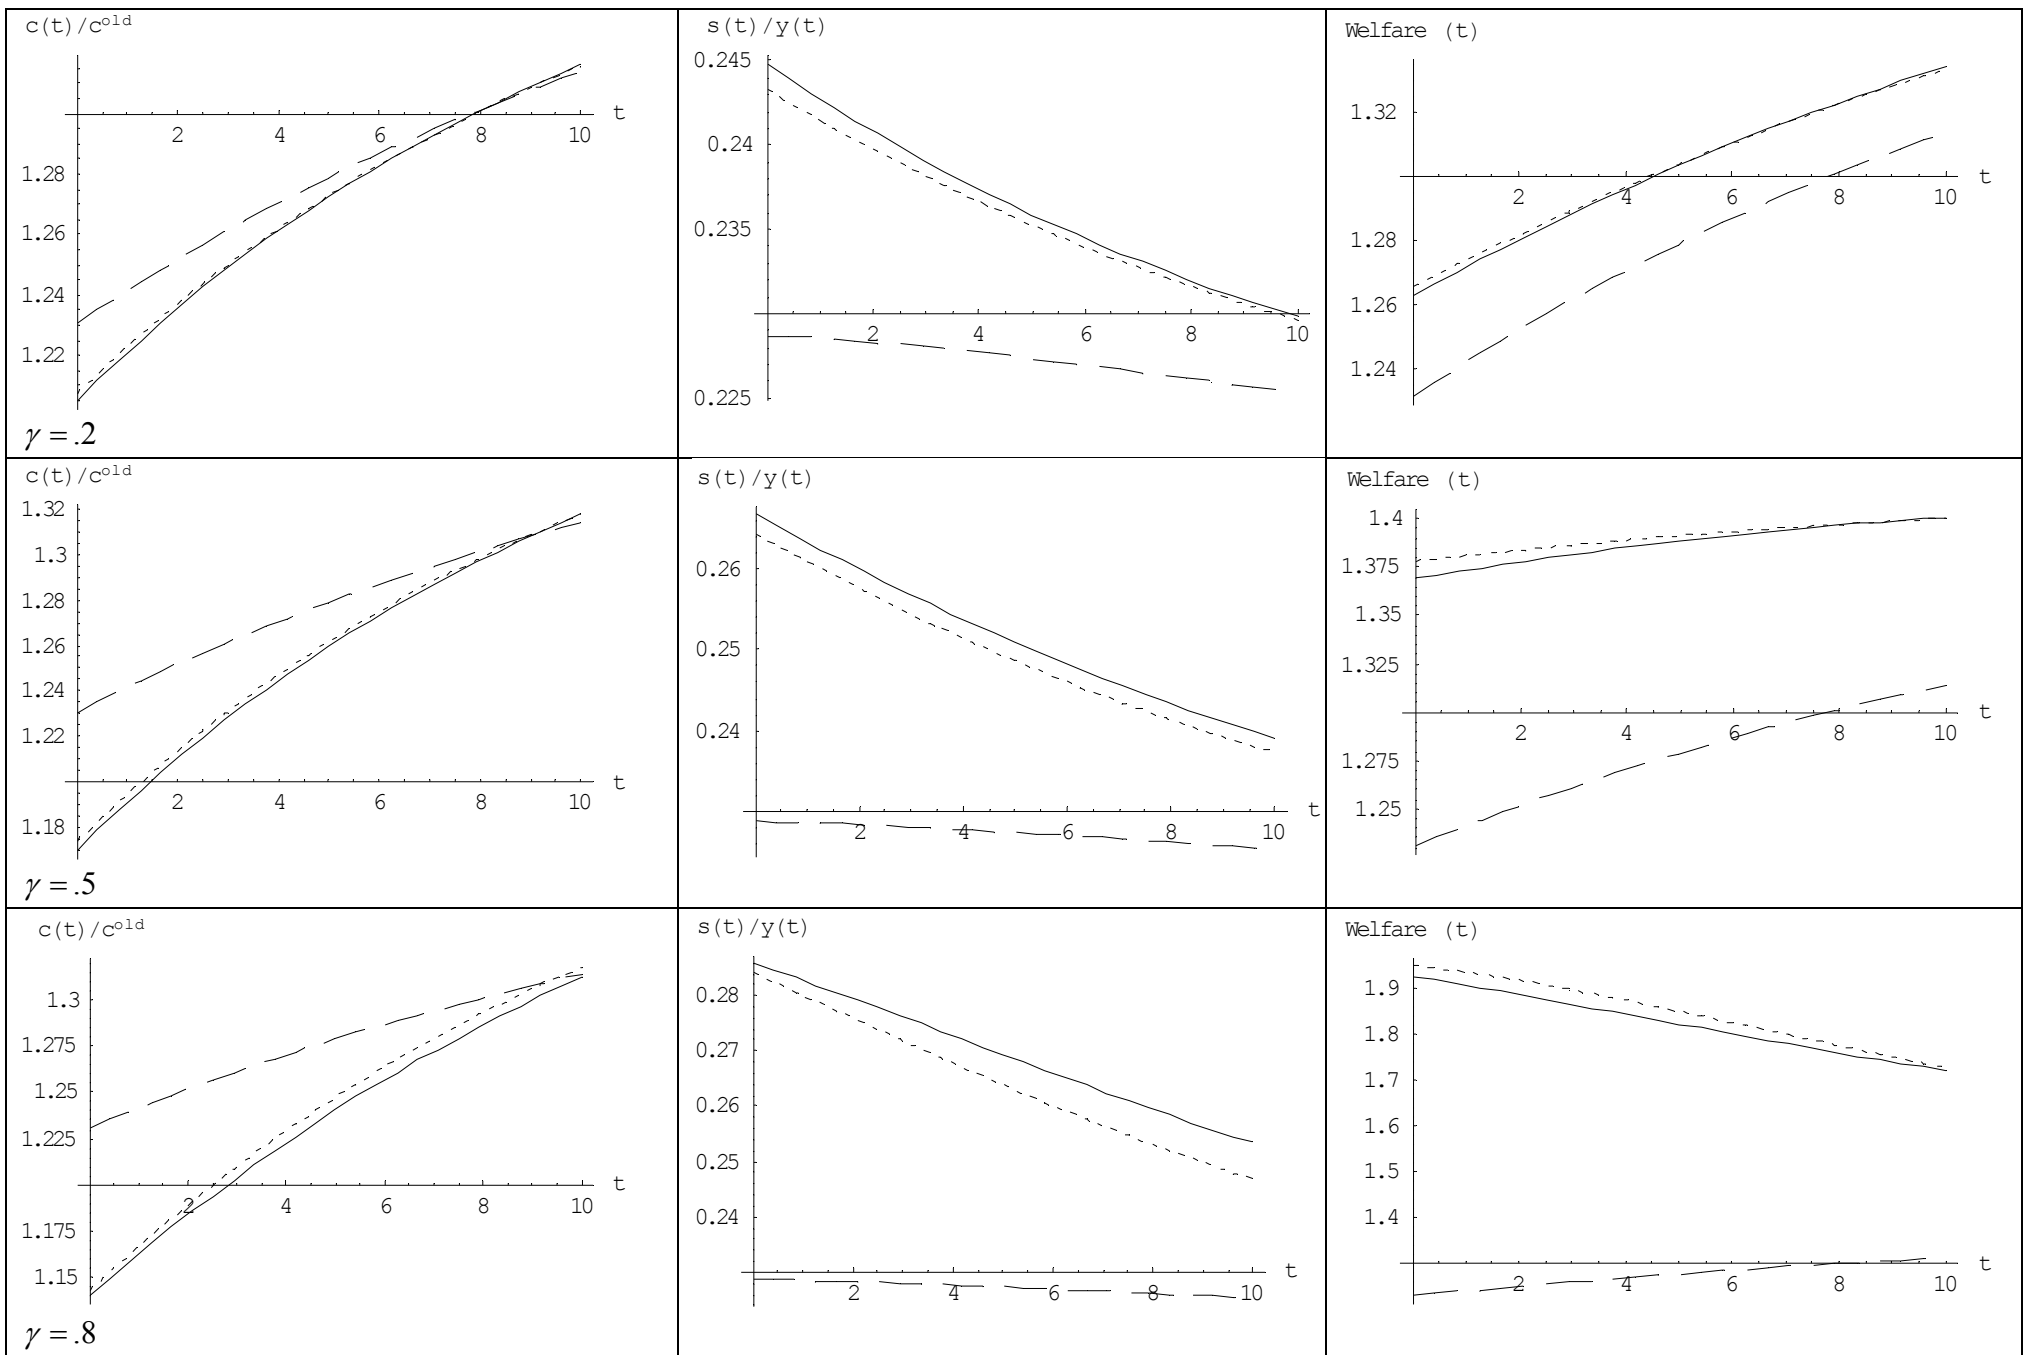 c(t)/c^old
1.28
1.26
1.24
1.22
2 4 6 8 10 t
γ = .2
s(t)/y(t)
0.245
0.24
0.235
0.225
2 4 6 8 10
Welfare (t)
1.32
1.28
1.26
1.24
2 4 6 8 10 t
c(t)/c^old
1.32
1.3
1.28
1.26
1.24
1.22
1.18
2 4 6 8 10 t
γ = .5
s(t)/y(t)
0.26
0.25
0.24
2 4 6 8 10 t
Welfare (t)
1.4
1.375
1.35
1.325
1.275
1.25
2 4 6 8 10 t
c(t)/c^old
1.3
1.275
1.25
1.225
1.175
1.15
2 4 6 8 10 t
γ = .8
s(t)/y(t)
0.28
0.27
0.26
0.25
0.24
2 4 6 8 10 t
Welfare (t)
1.9
1.8
1.7
1.6
1.5
1.4
2 4 6 8 10 t